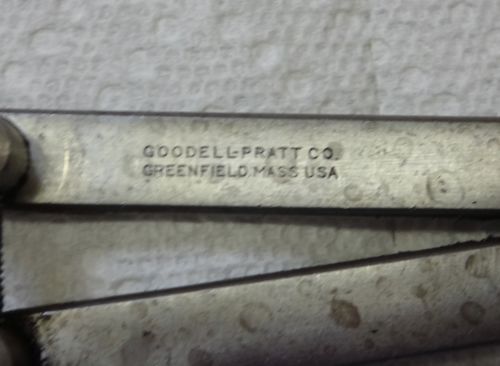 GOODELL-PRATT CO.
GREENFIELD, MASS USA